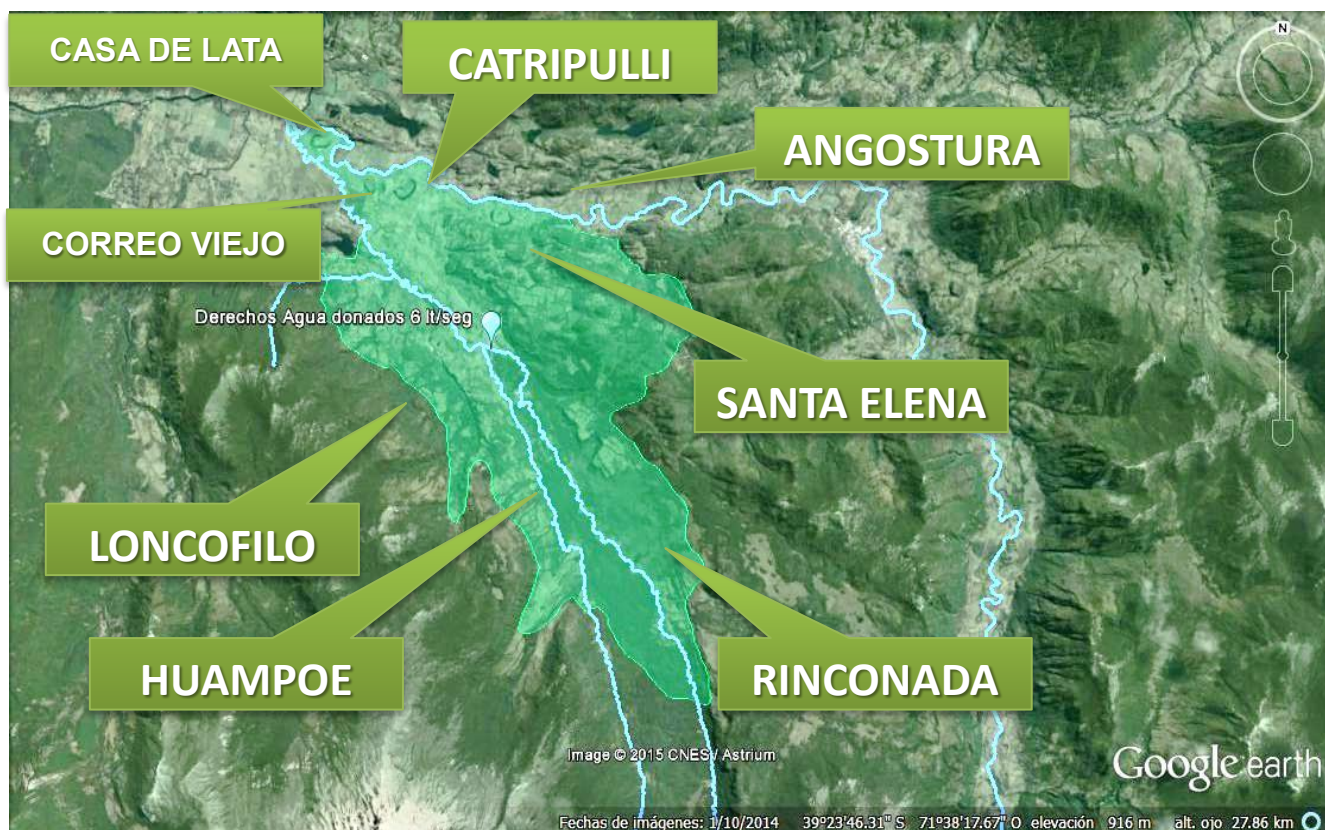 CASA DE LATA
CATRIPULLI
N
ANGOSTURA
CORREO VIEJO
Derechos Agua donados 6 lt/seg
SANTA ELENA
LONCOFILO
HUAMPOE
RINCONADA
Image © 2015 CNES / Astrium
Google earth
Fechas de imágenes: 1/10/2014 39°23'46.31" S 71°38'17.67" O elevación 916 m alt. ojo 27.86 km